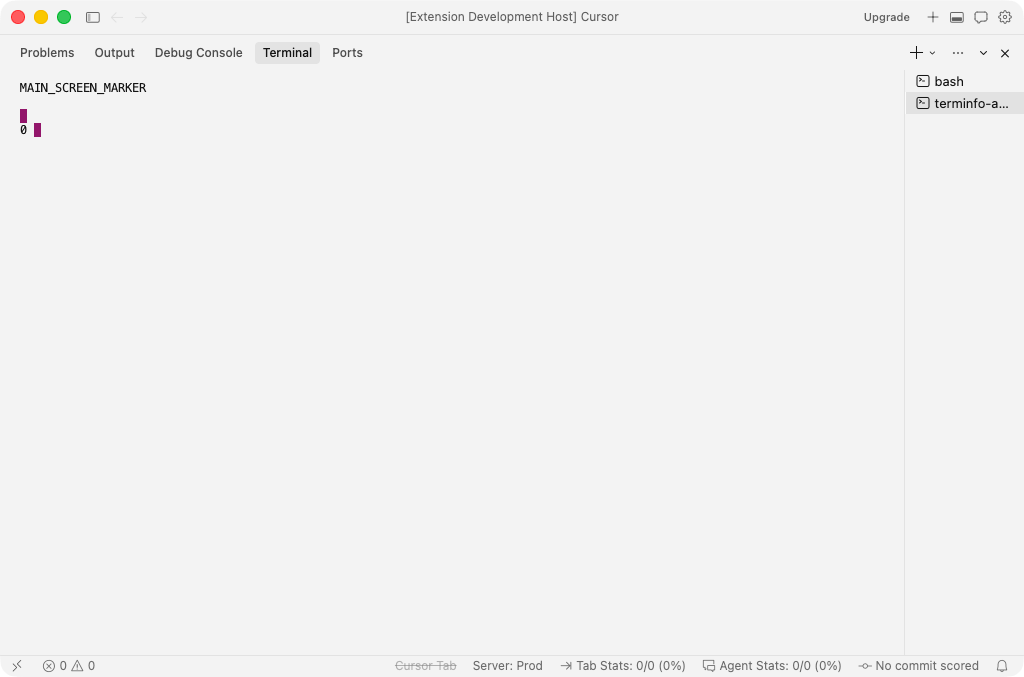 [Extension Development Host] Cursor
Upgrade
Problems Output Debug Console Terminal Ports
MAIN_SCREEN_MARKER
0
bash
terminfo-a...
0 0
Cursor Tab Server: Prod Tab Stats: 0/0 (0%) Agent Stats: 0/0 (0%) No commit scored